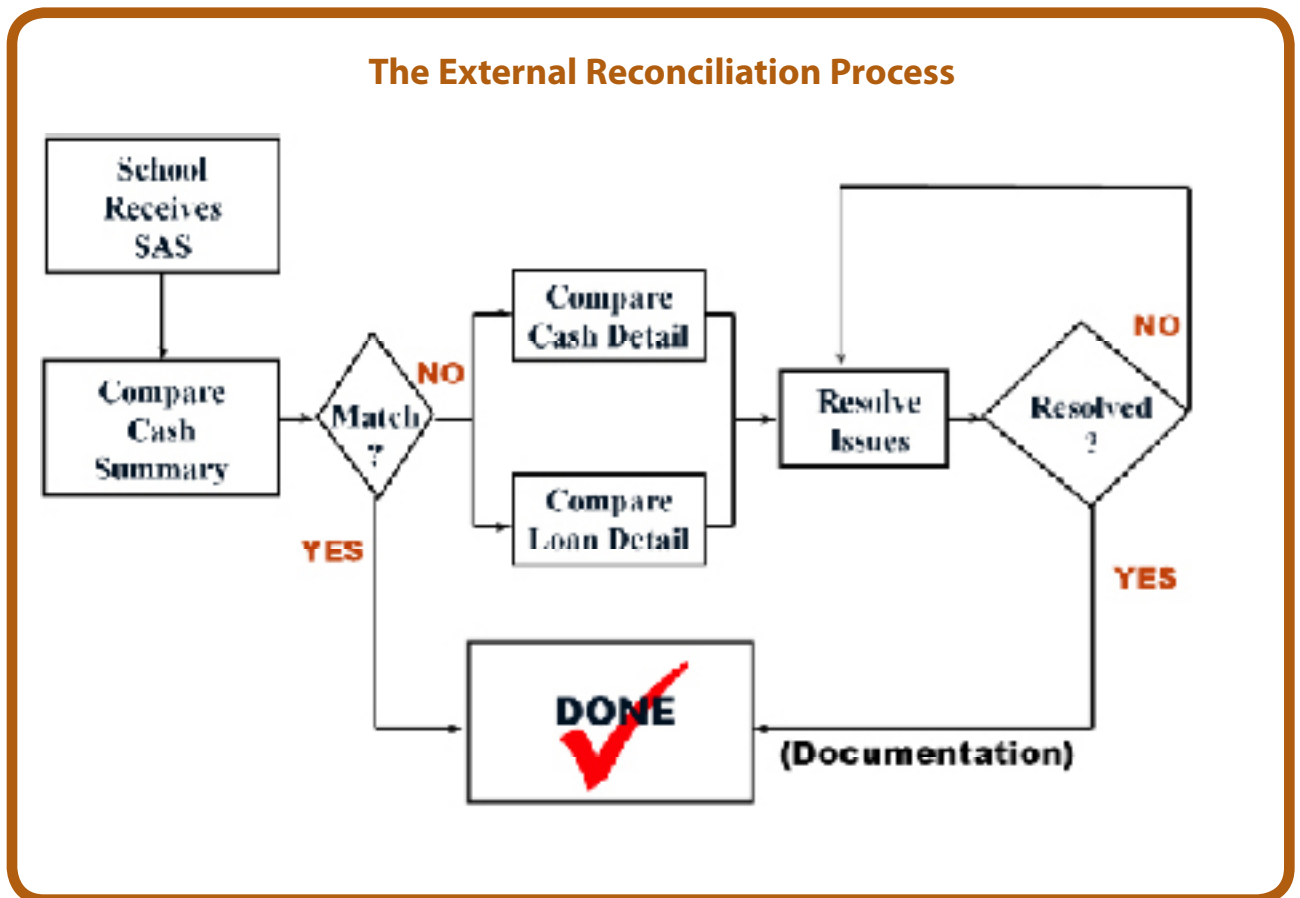 The External Reconciliation Process
School
Receives
SAS
Compare
Cash
Summary
Match
?
NO
YES
Compare
Cash Detail
Compare
Loan Detail
Resolve
Issues
Resolved
?
NO
YES
DONE
(Documentation)